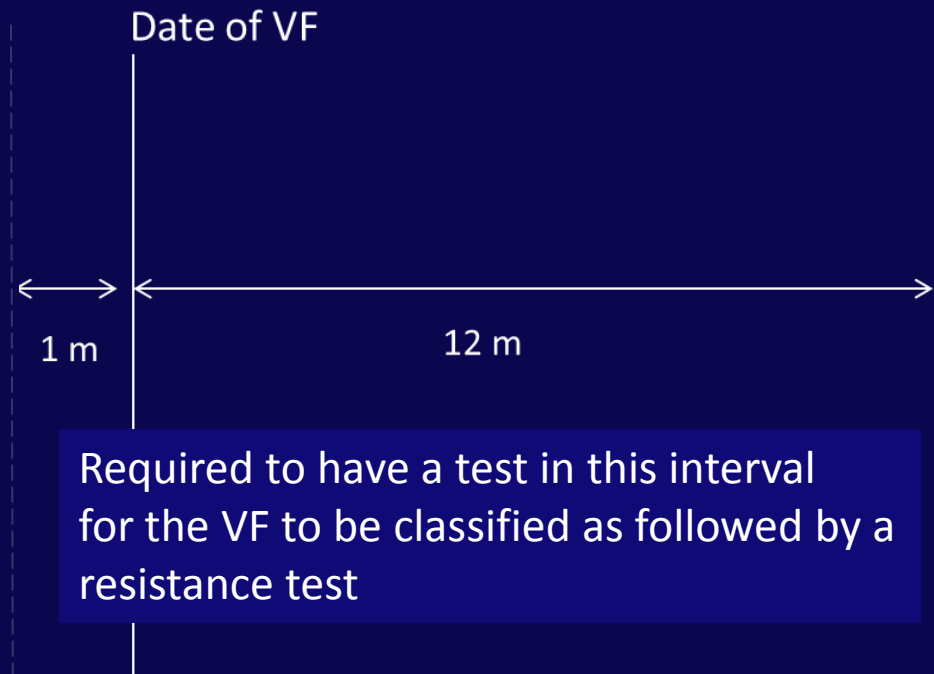 Date of VF
1 m
12 m
Required to have a test in this interval
for the VF to be classified as followed by a
resistance test